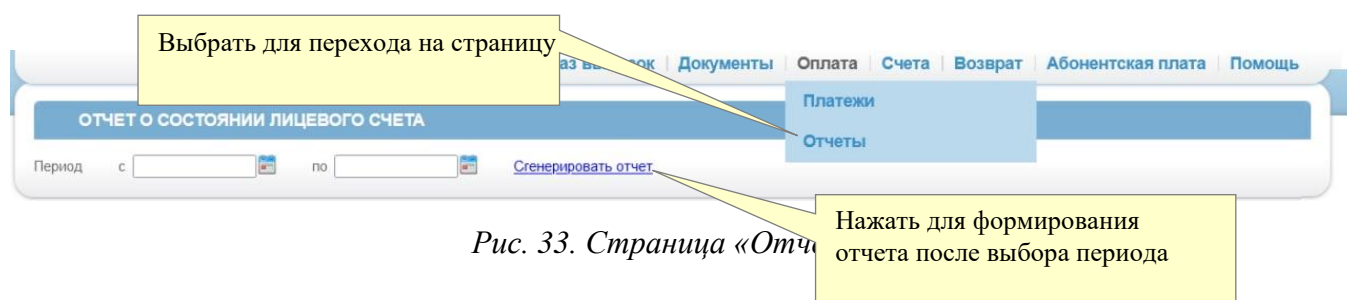 Выбрать для перехода на страницу
Документы Оплата Счета Возврат Абонентская плата Помощь
Платежи
Отчеты
ОТЧЕТ О СОСТОЯНИИ ЛИЦЕВОГО СЧЕТА
Период с по Сгенерировать отчет
Нажать для формирования
отчета после выбора периода
Рис. 33. Страница